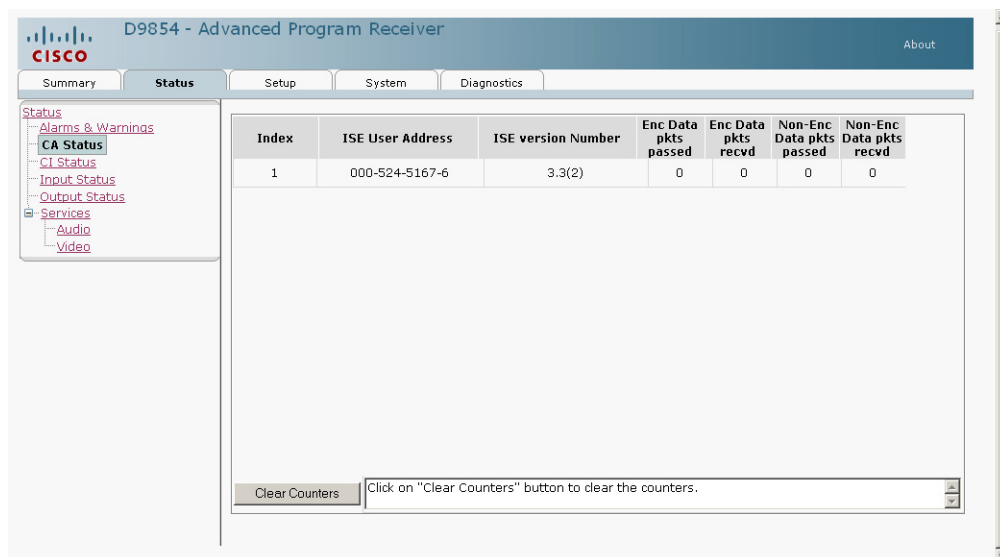 D9854 - Advanced Program Receiver
CISCO
About
Summary Status Setup System Diagnostics
Status
Alarms & Warnings
CA Status
CI Status
Input Status
Output Status
Services
Audio
Video
Index ISE User Address ISE version Number Enc Data pkts passed Enc Data pkts recvd Non-Enc Data pkts passed Non-Enc Data pkts recvd
1 000-524-5167-6 3.3(2) 0 0 0 0
Clear Counters
Click on "Clear Counters" button to clear the counters.